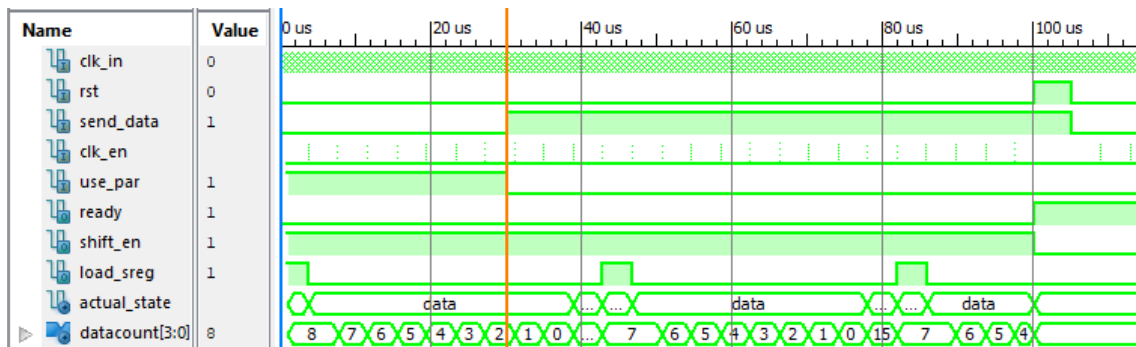 Name Value 0 us 20 us 40 us 60 us 80 us 100 us
clk_in 0
rst 0
send_data 1
clk_en
use_par 1
ready 1
shift_en 1
load_sreg 1
actual_state data ... ... data ... ... data
datacount[3:0] 8 8 7 6 5 4 3 2 1 0 ... 7 6 5 4 3 2 1 0 15 7 6 5 4